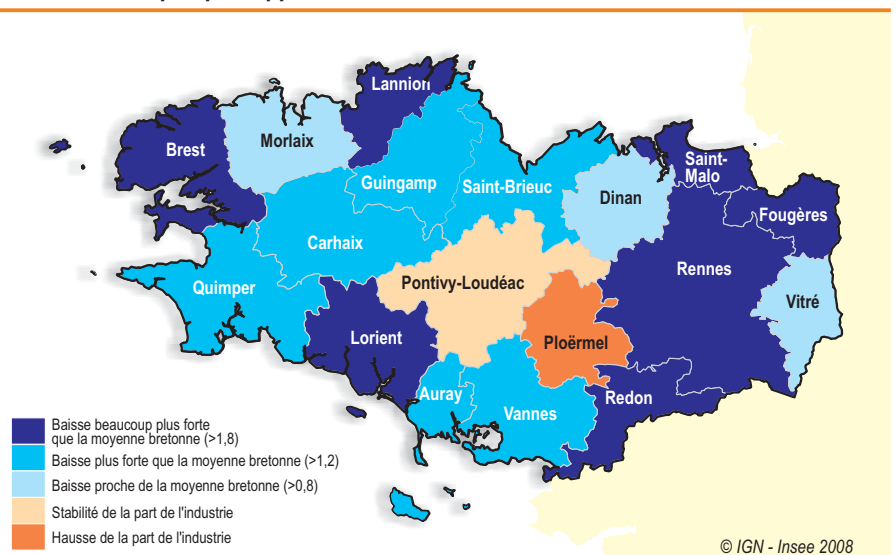 Lannion
Brest
Morlaix
Saint-
Malo
Guingamp
Saint-Brieuc
Dinan
Fougères
Carhaix
Rennes
Pontivy-Loudéac
Quimper
Vitré
Lorient
Ploërmel
Auray
Redon
Vannes
Baisse beaucoup plus forte
que la moyenne bretonne (>1,8)
Baisse plus forte que la moyenne bretonne (>1,2)
Baisse proche de la moyenne bretonne (>0,8)
Stabilité de la part de l'industrie
Hausse de la part de l'industrie
© IGN - Insee 2008